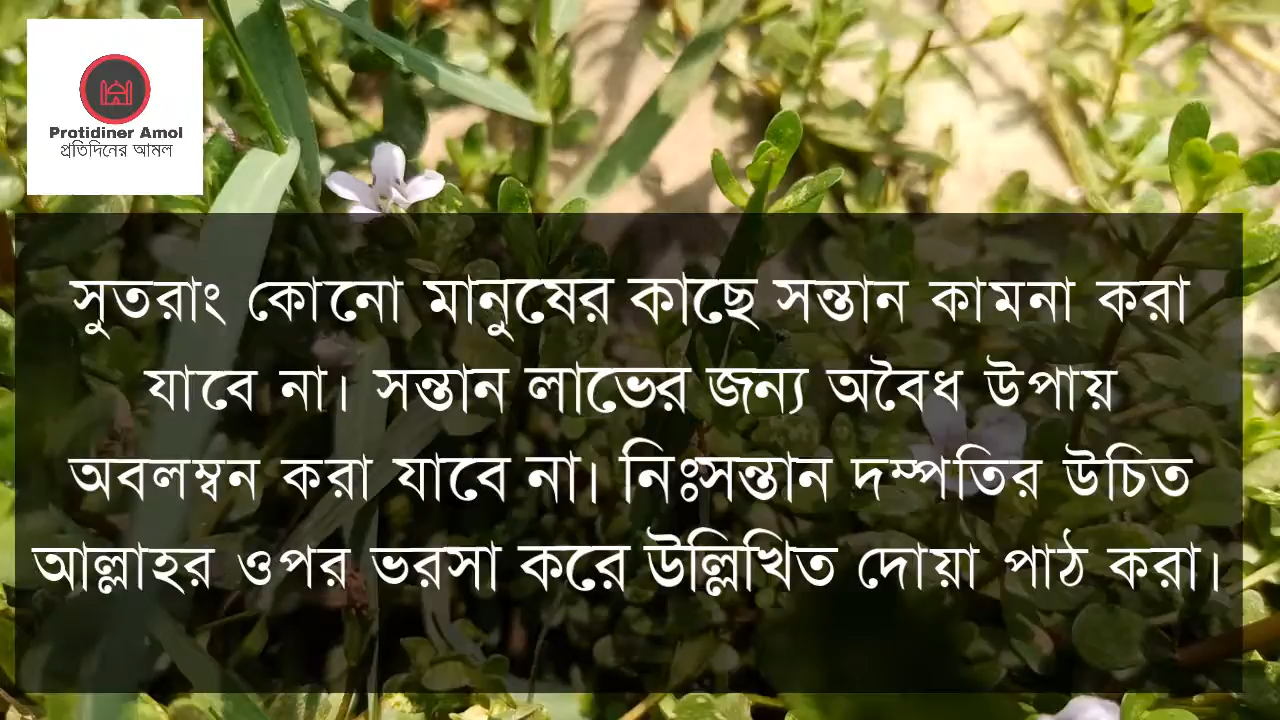 Protidiner Amol
প্রতিদিনের আমল
সুতরাং কোনো মানুষের কাছে সন্তান কামনা করা
যাবে না। সন্তান লাভের জন্য অবৈধ উপায়
অবলম্বন করা যাবে না। নিঃসন্তান দম্পতির উচিত
আল্লাহর ওপর ভরসা করে উল্লিখিত দোয়া পাঠ করা।